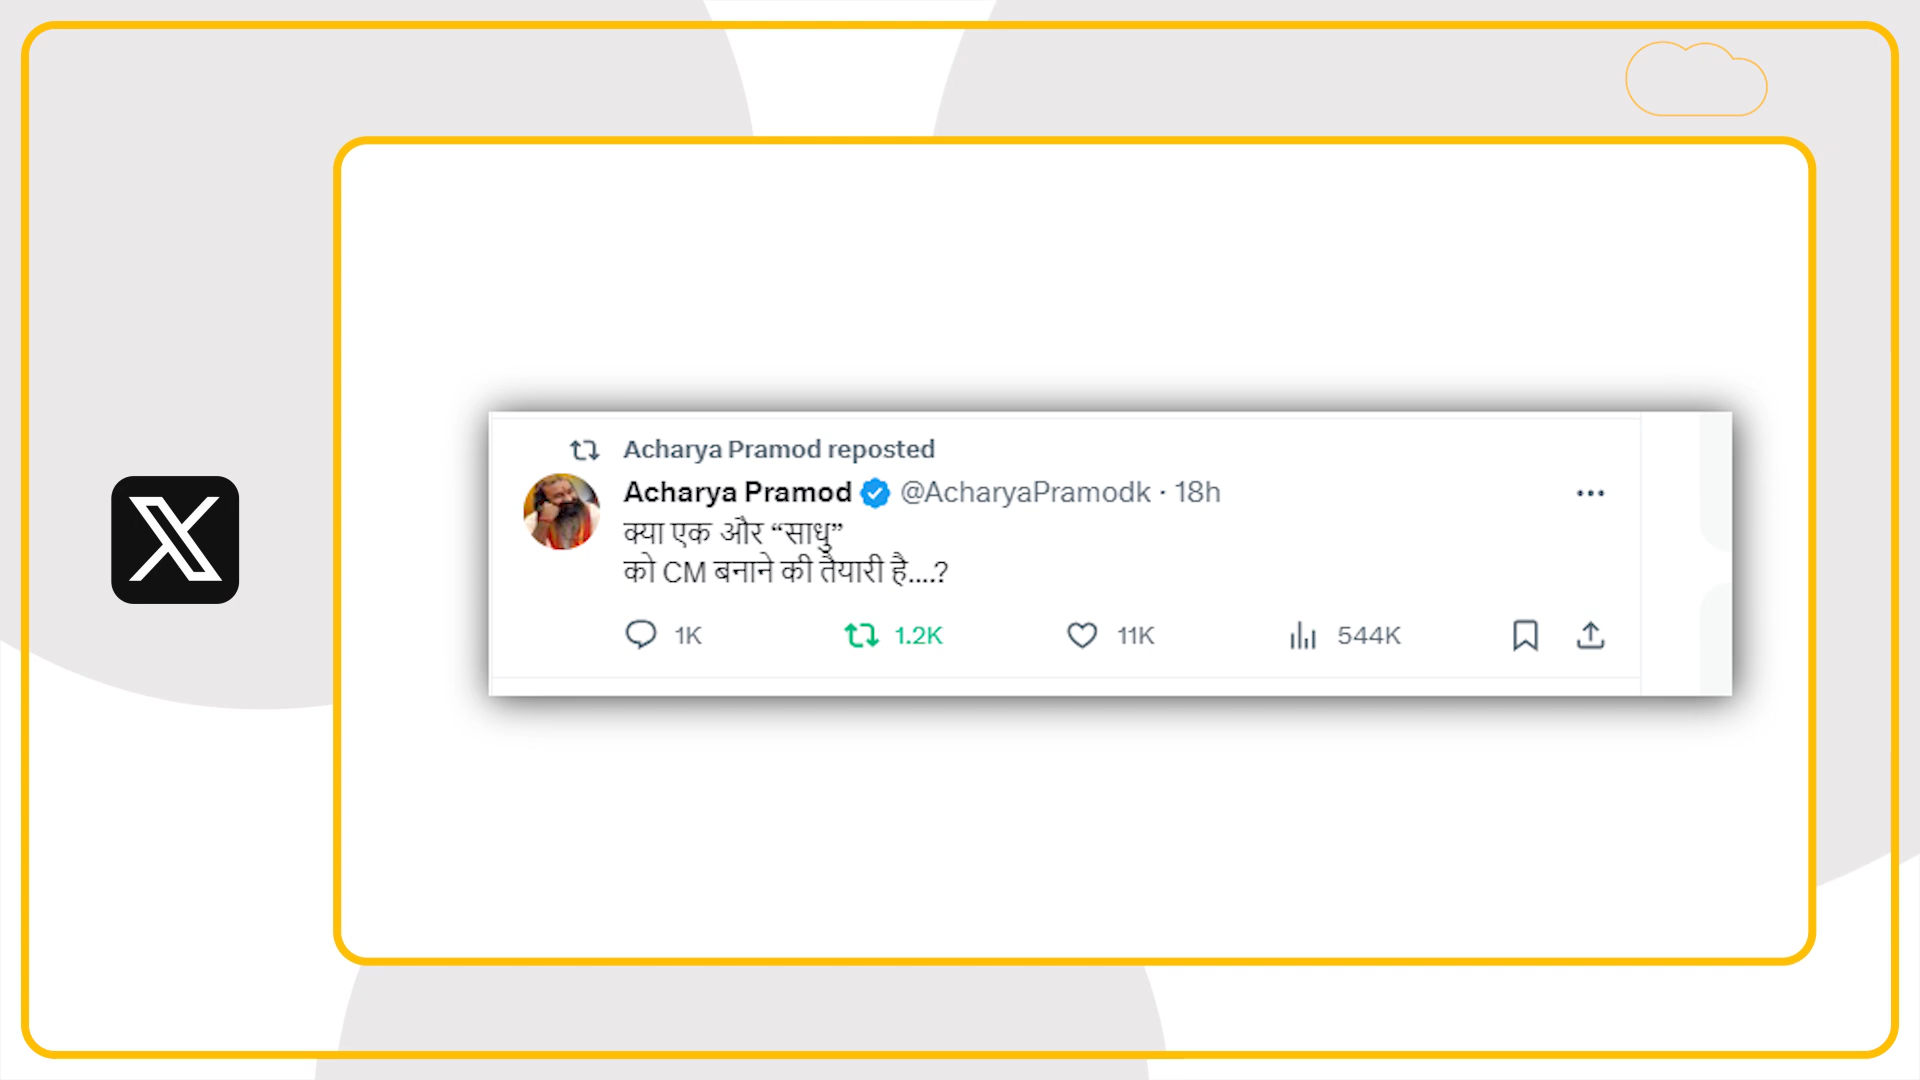 Acharya Pramod reposted
Acharya Pramod @AcharyaPramodk · 18h
क्या एक और “साधु”
को CM बनाने की तैयारी है....?
1K 1.2K 11K 544K